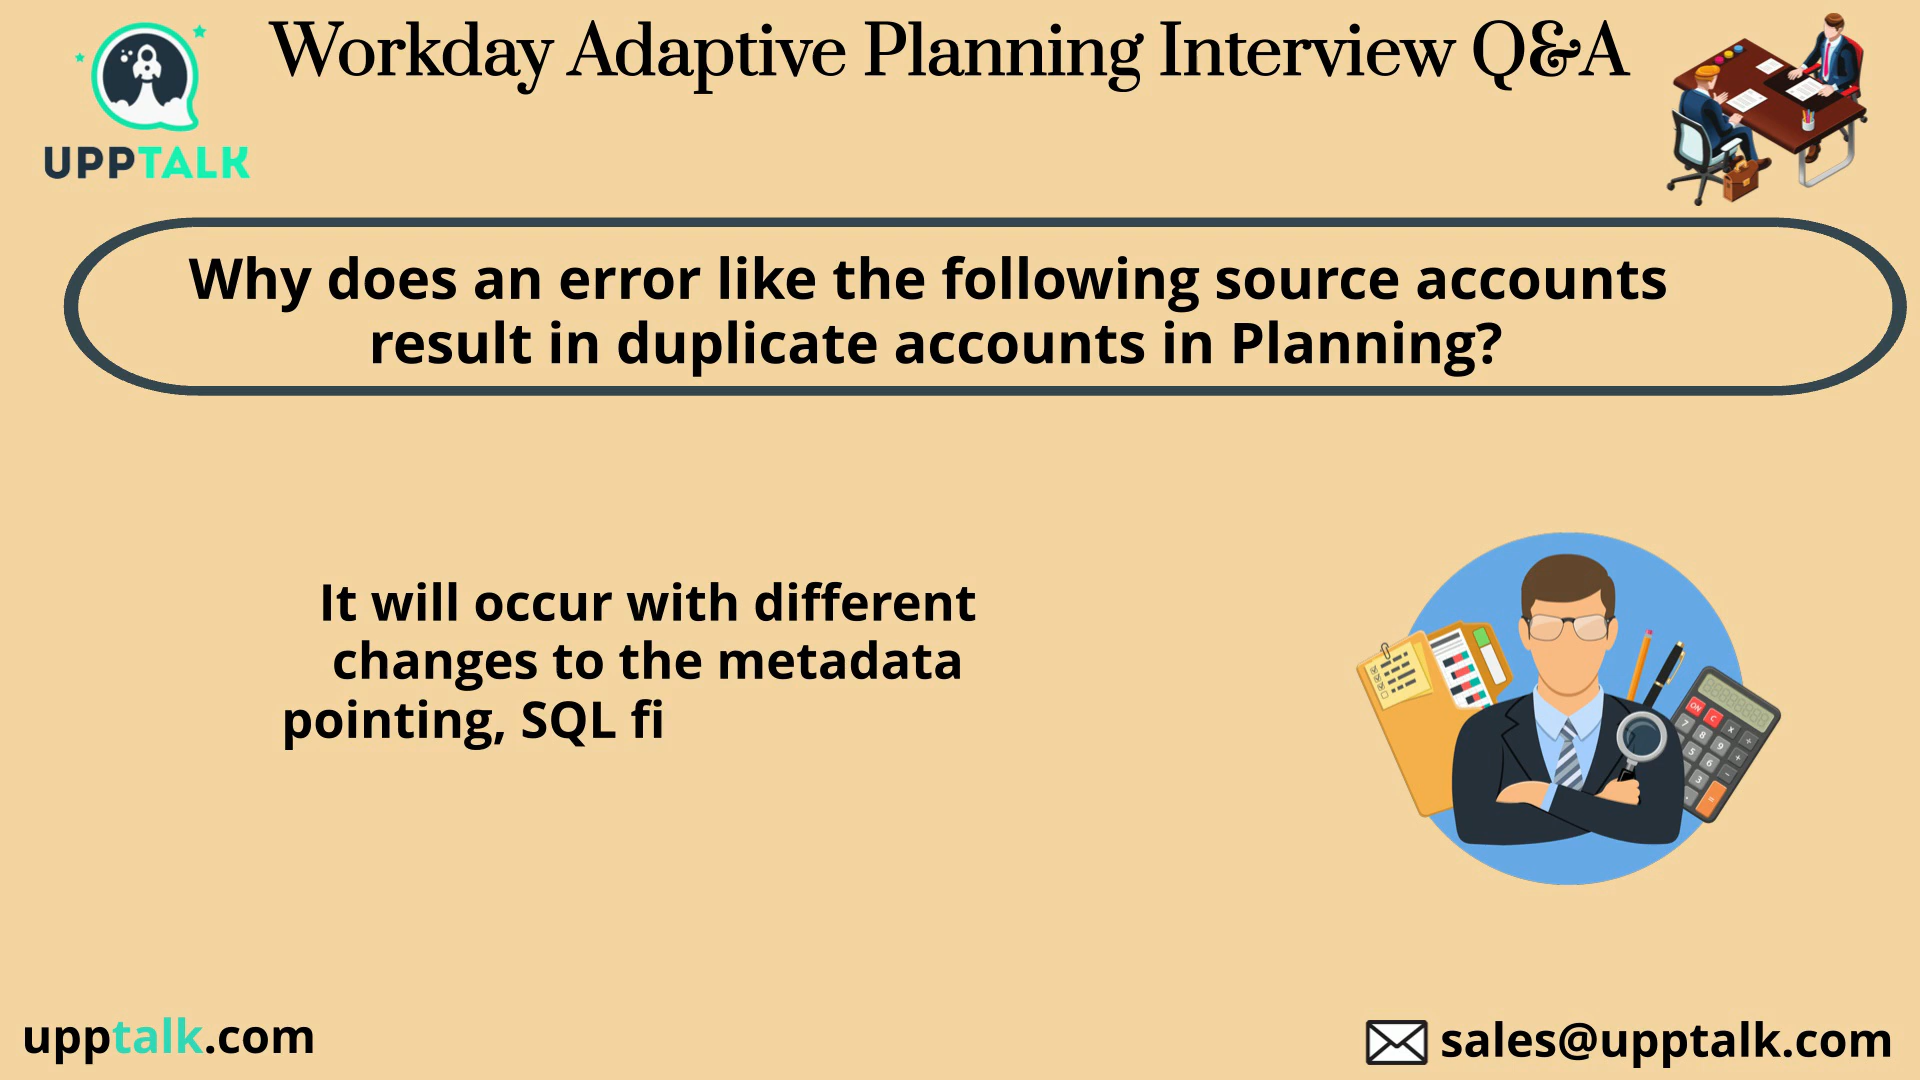 Workday Adaptive Planning Interview Q&A
UPPTALK
Why does an error like the following source accounts
result in duplicate accounts in Planning?
It will occur with different
changes to the metadata
pointing, SQL fi
upptalk.com
sales@upptalk.com